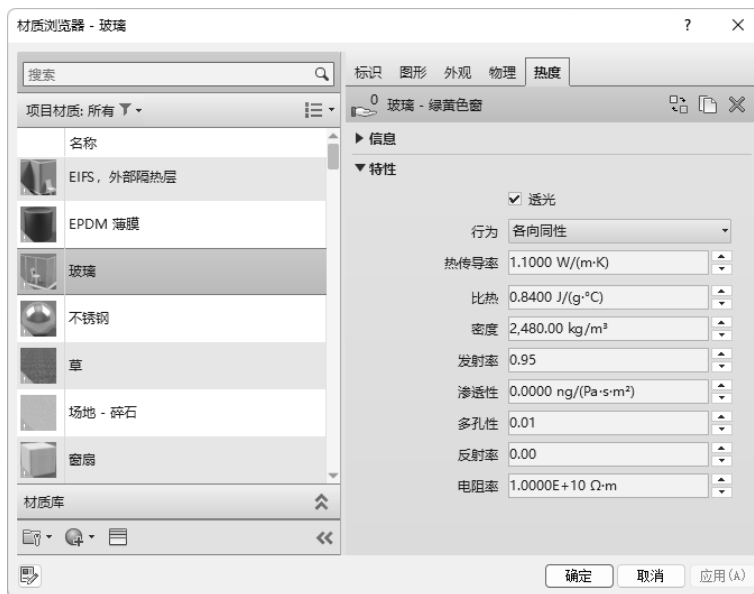 材质浏览器 - 玻璃
?
搜索
项目材质: 所有
名称
EIFS，外部隔热层
EPDM 薄膜
玻璃
不锈钢
草
场地 - 碎石
窗扇
材质库
标识 图形 外观 物理 热度
0 玻璃 - 绿黄色窗
信息
特性
透光
行为 各向同性
热传导率 1.1000 W/(m·K)
比热 0.8400 J/(g·°C)
密度 2,480.00 kg/m³
发射率 0.95
渗透性 0.0000 ng/(Pa·s·m²)
多孔性 0.01
反射率 0.00
电阻率 1.0000E+10 Ω·m
确定 取消 应用(A)